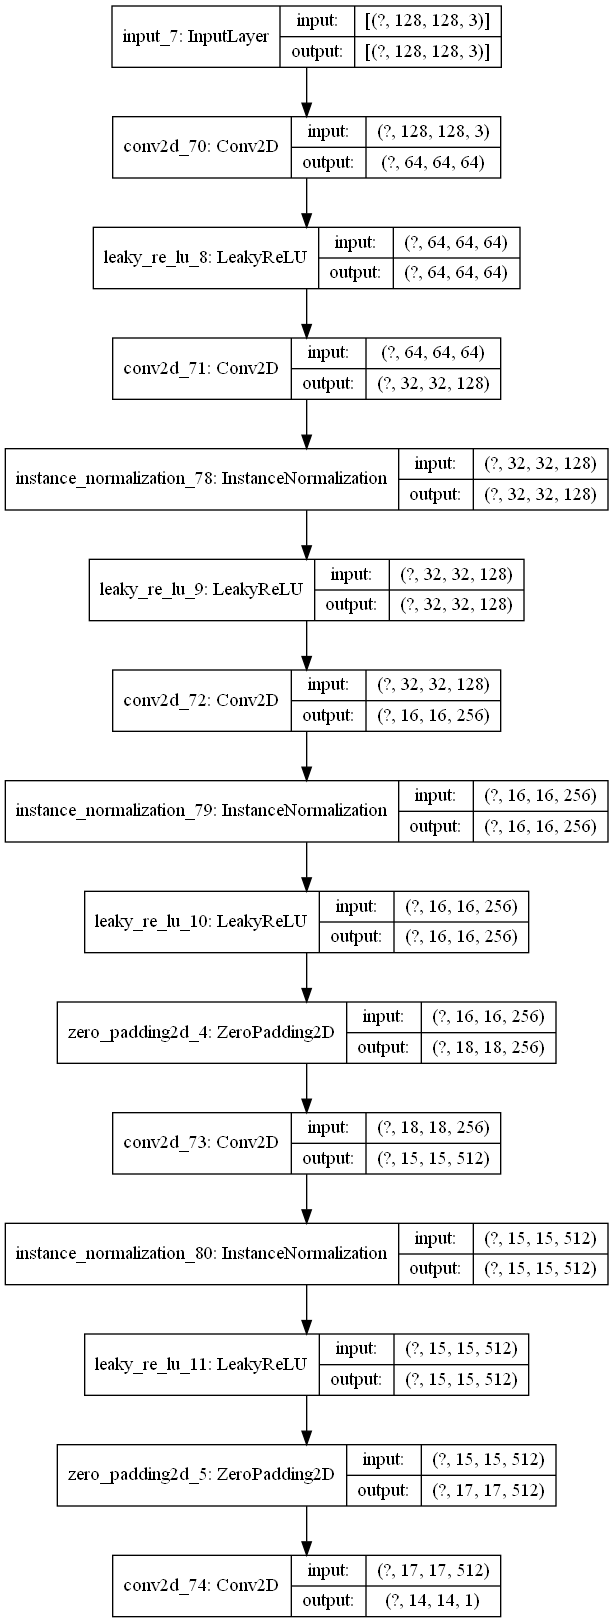 input_7: InputLayer
input: [(?, 128, 128, 3)]
output: [(?, 128, 128, 3)]
conv2d_70: Conv2D
input: (?, 128, 128, 3)
output: (?, 64, 64, 64)
leaky_re_lu_8: LeakyReLU
input: (?, 64, 64, 64)
output: (?, 64, 64, 64)
conv2d_71: Conv2D
input: (?, 64, 64, 64)
output: (?, 32, 32, 128)
instance_normalization_78: InstanceNormalization
input: (?, 32, 32, 128)
output: (?, 32, 32, 128)
leaky_re_lu_9: LeakyReLU
input: (?, 32, 32, 128)
output: (?, 32, 32, 128)
conv2d_72: Conv2D
input: (?, 32, 32, 128)
output: (?, 16, 16, 256)
instance_normalization_79: InstanceNormalization
input: (?, 16, 16, 256)
output: (?, 16, 16, 256)
leaky_re_lu_10: LeakyReLU
input: (?, 16, 16, 256)
output: (?, 16, 16, 256)
zero_padding2d_4: ZeroPadding2D
input: (?, 16, 16, 256)
output: (?, 18, 18, 256)
conv2d_73: Conv2D
input: (?, 18, 18, 256)
output: (?, 15, 15, 512)
instance_normalization_80: InstanceNormalization
input: (?, 15, 15, 512)
output: (?, 15, 15, 512)
leaky_re_lu_11: LeakyReLU
input: (?, 15, 15, 512)
output: (?, 15, 15, 512)
zero_padding2d_5: ZeroPadding2D
input: (?, 15, 15, 512)
output: (?, 17, 17, 512)
conv2d_74: Conv2D
input: (?, 17, 17, 512)
output: (?, 14, 14, 1)